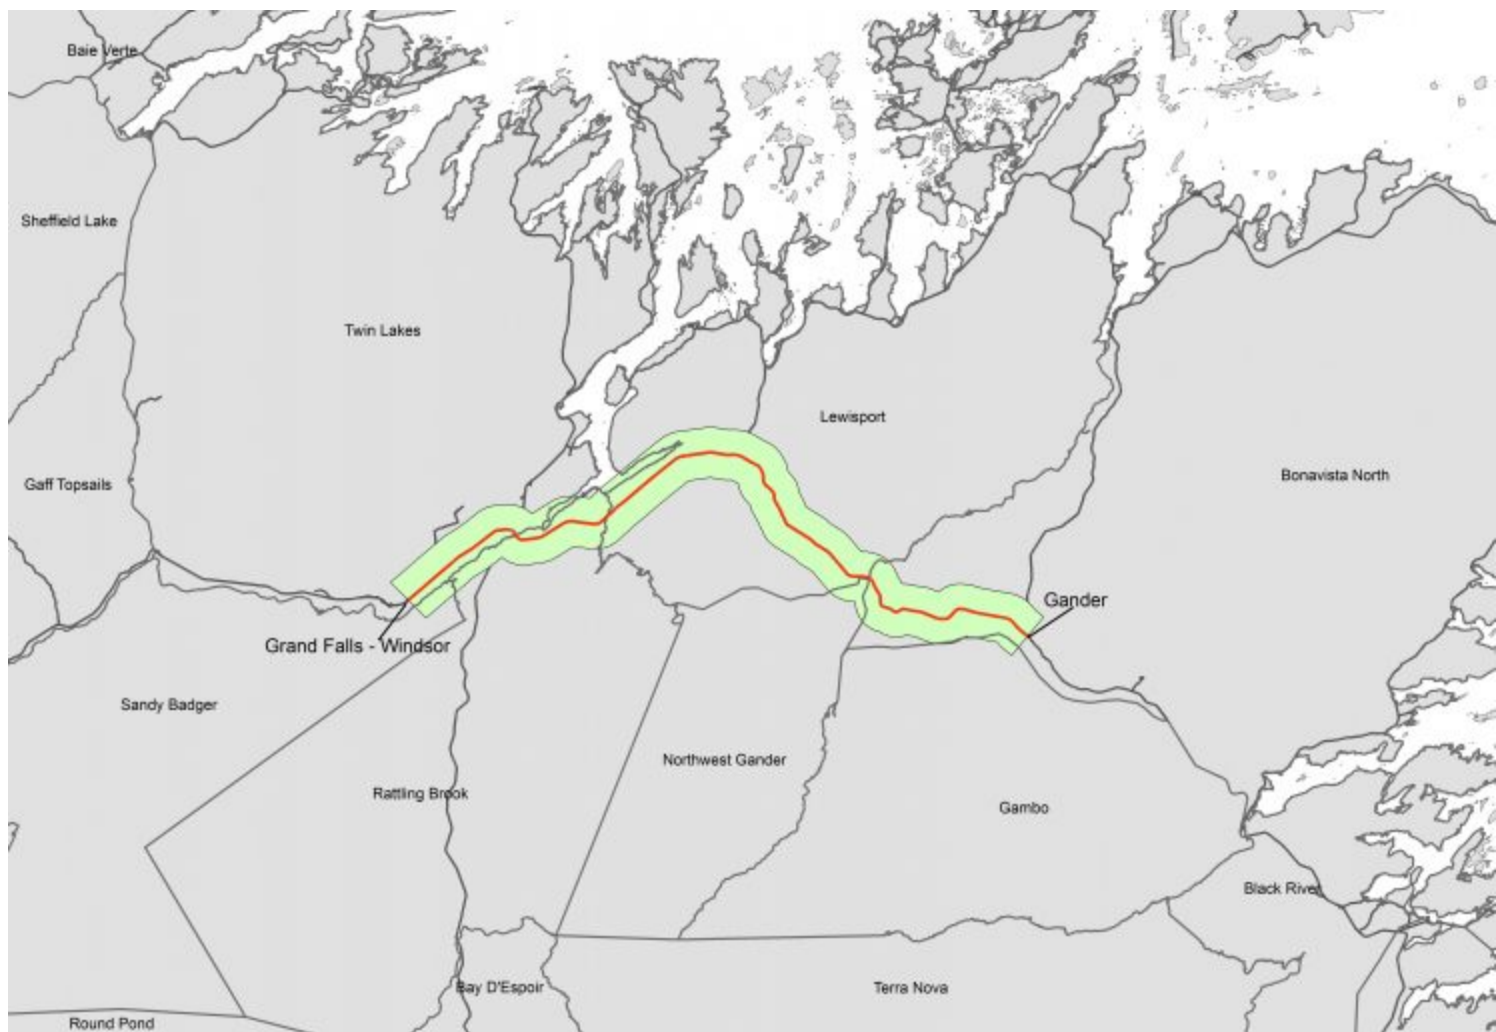 Baie Verte
Sheffield Lake
Twin Lakes
Lewisport
Bonavista North
Gaff Topsails
Gander
Grand Falls - Windsor
Sandy Badger
Northwest Gander
Rattling Brook
Gambo
Black River
Bay D'Espoir
Terra Nova
Round Pond